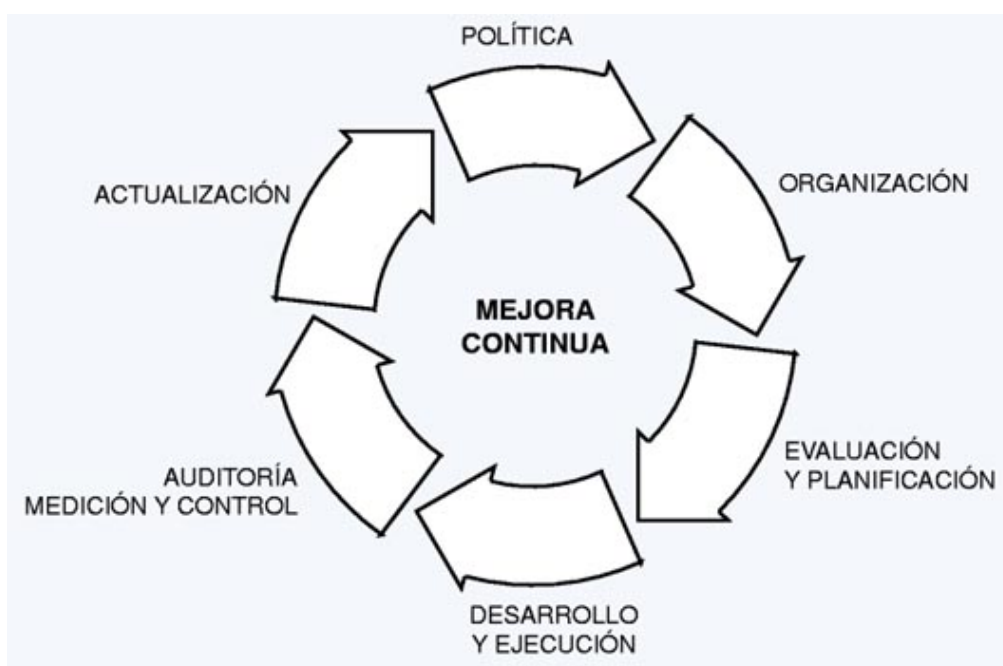 POLÍTICA
ORGANIZACIÓN
EVALUACIÓN
Y PLANIFICACIÓN
DESARROLLO
Y EJECUCIÓN
AUDITORÍA
MEDICIÓN Y CONTROL
ACTUALIZACIÓN
MEJORA
CONTINUA